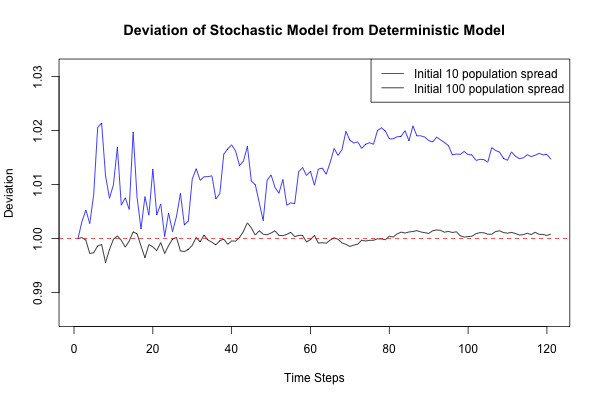 Deviation of Stochastic Model from Deterministic Model
Initial 10 population spread
Initial 100 population spread
Deviation
1.03
1.02
1.01
1.00
0.99
0
20
40
60
80
100
120
Time Steps